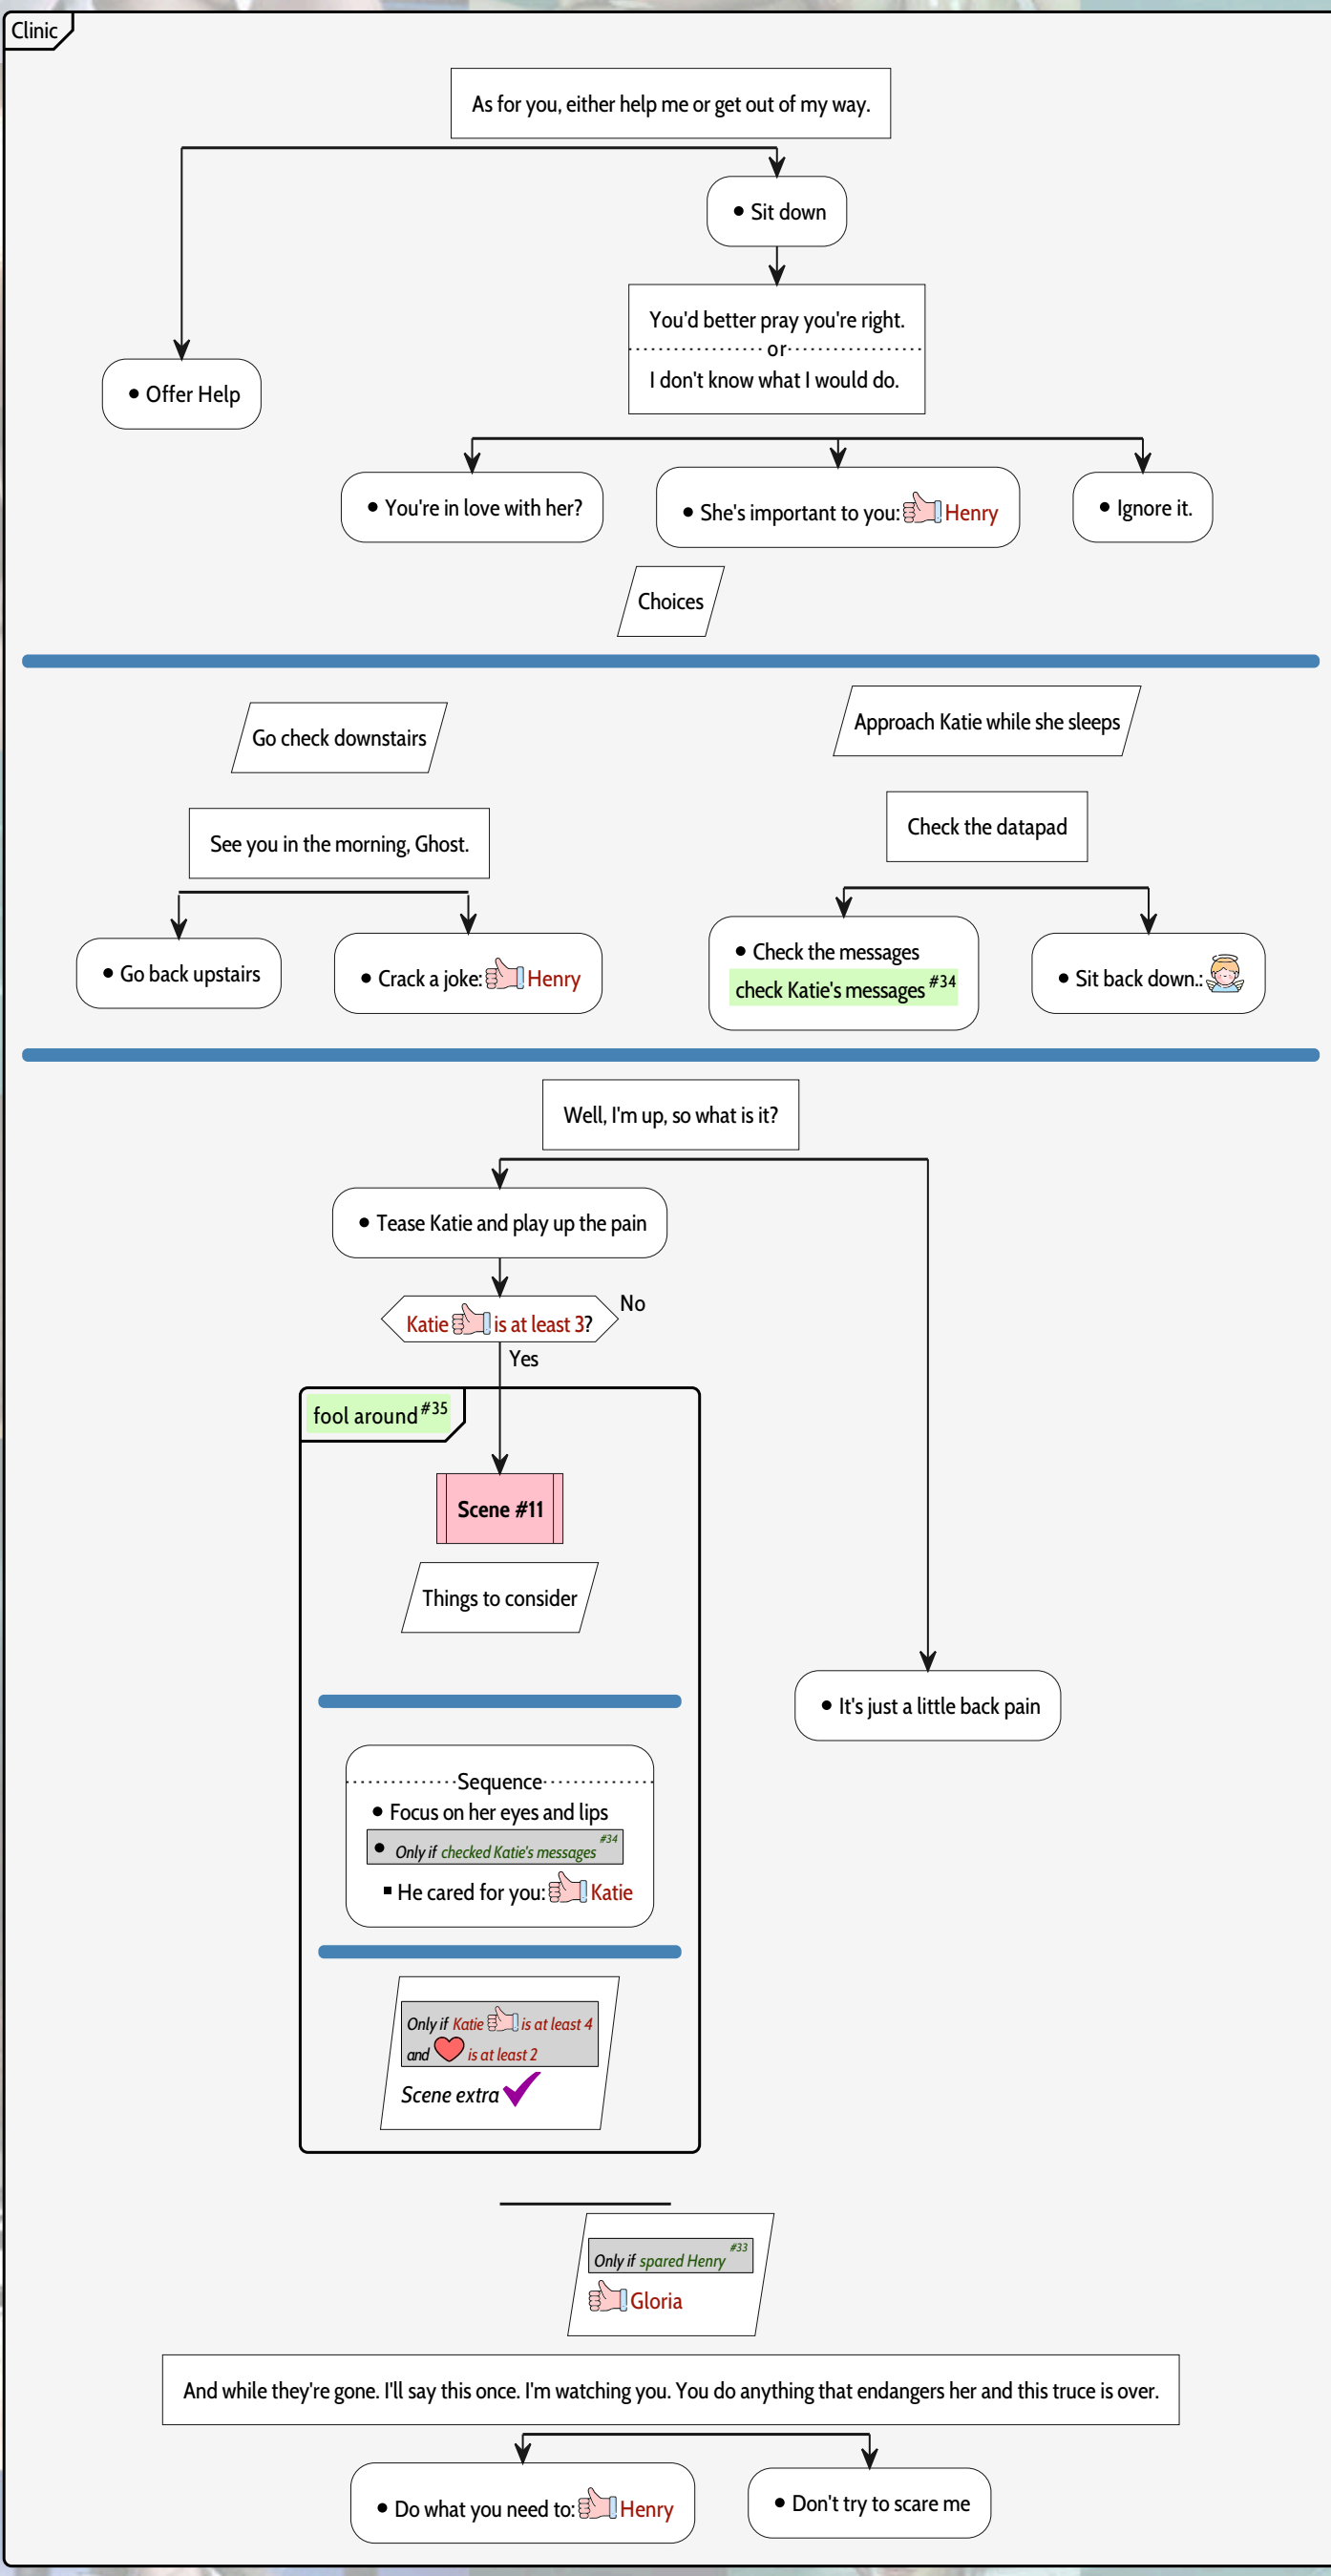 Clinic
As for you, either help me or get out of my way.
• Sit down
You'd better pray you're right.
or
I don't know what I would do.
• Offer Help
• You're in love with her?
• She's important to you: Henry
• Ignore it.
Choices
Go check downstairs
Approach Katie while she sleeps
See you in the morning, Ghost.
Check the datapad
• Go back upstairs
• Crack a joke: Henry
• Check the messages
check Katie's messages #34
• Sit back down.:
Well, I'm up, so what is it?
• Tease Katie and play up the pain
Katie is at least 3?
No
Yes
fool around #35
Scene #11
Things to consider
• It's just a little back pain
Sequence
• Focus on her eyes and lips
• Only if checked Katie's messages #34
▪ He cared for you: Katie
Only if Katie is at least 4
and is at least 2
Scene extra
Only if spared Henry #33
Gloria
And while they're gone. I'll say this once. I'm watching you. You do anything that endangers her and this truce is over.
• Do what you need to: Henry
• Don't try to scare me